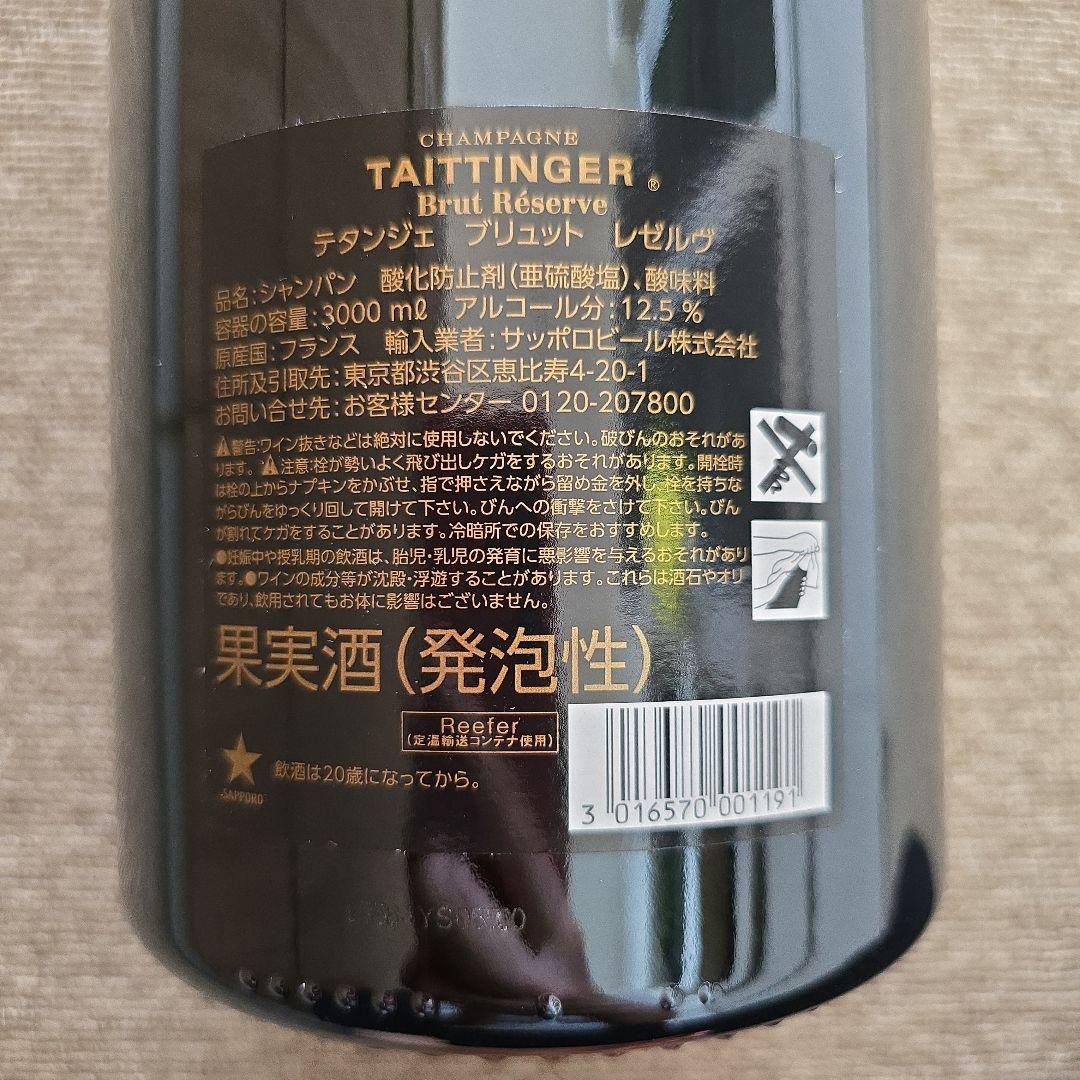 CHAMPAGNE
TAITTINGER®
Brut Réserve
テタンジェ ブリュット レゼルヴ
品名:シャンパン 酸化防止剤(亜硫酸塩)、酸味料
容器の容量:3000 mℓ アルコール分:12.5 %
原産国:フランス 輸入業者:サッポロビール株式会社
住所及引取先:東京都渋谷区恵比寿4-20-1
お問い合せ先:お客様センター 0120-207800
⚠警告:ワイン抜きなどは絶対に使用しないでください。破びんのおそれがあ
ります。⚠注意:栓が勢いよく飛び出しケガをするおそれがあります。開栓時
は栓の上からナプキンをかぶせ、指で押さえながら留め金を外し、栓を持ちな
がらびんをゆっくり回して開けて下さい。びんへの衝撃をさけて下さい。びん
が割れてケガをすることがあります。冷暗所での保存をおすすめします。
●妊娠中や授乳期の飲酒は、胎児・乳児の発育に悪影響を与えるおそれがあり
ます。●ワインの成分等が沈殿・浮遊することがあります。これらは酒石やオリ
であり、飲用されてもお体に影響はございません。
果実酒(発泡性)
Reefer
(定温輸送コンテナ使用)
SAPPORO
飲酒は20歳になってから。
3 016570 001191